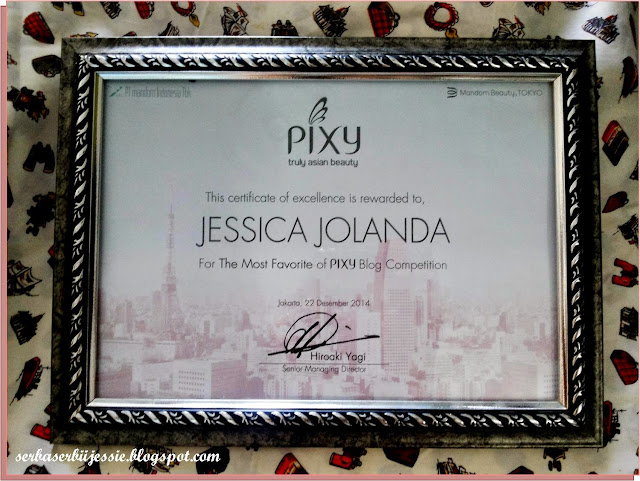 PT mandom Indonesia Tbk
Mandom Beauty, TOKYO
PIXY
truly asian beauty
This certificate of excellence is rewarded to,
JESSICA JOLANDA
For The Most Favorite of PIXY Blog Competition
Jakarta, 22 Desember 2014
Hiroaki Yagi
Senior Managing Director
serbaserbiijessie.blogspot.com